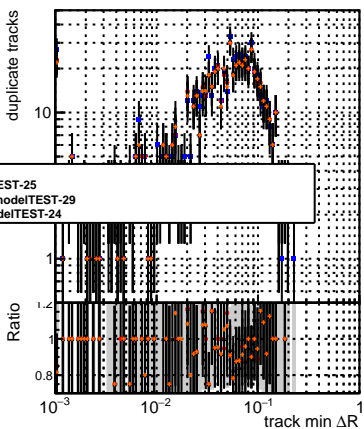 duplicate tracks
10
EST-25
nodelTEST-29
delTEST-24
1
Ratio
1.2
1
0.8
10⁻³
10⁻²
10⁻¹
1
track min ΔR